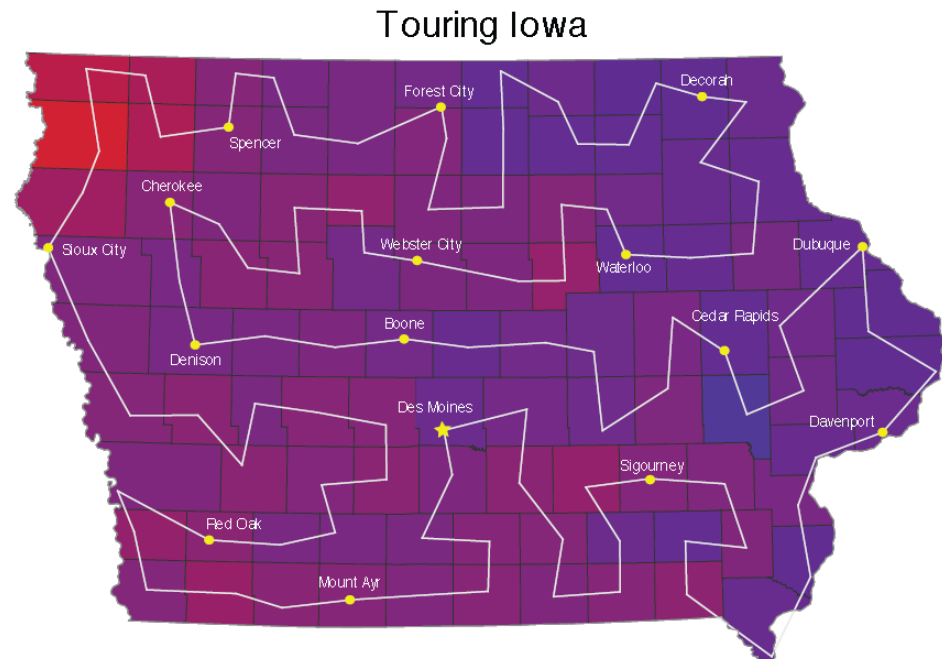 Touring Iowa
Decorah
Forest City
Spencer
Cherokee
Sioux City
Webster City
Waterloo
Dubuque
Boone
Cedar Rapids
Denison
Des Moines
Davenport
Sigourney
Red Oak
Mount Ayr